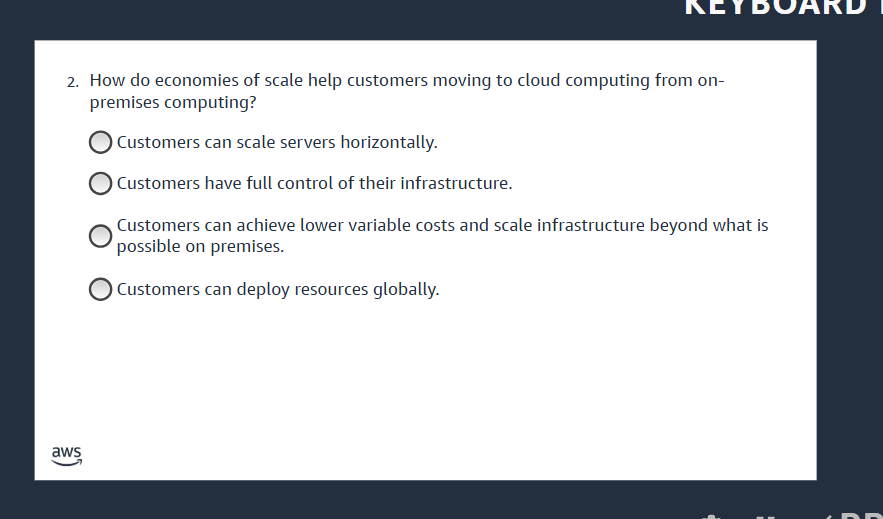 KEYBOARD
2. How do economies of scale help customers moving to cloud computing from on-
premises computing?
Customers can scale servers horizontally.
Customers have full control of their infrastructure.
Customers can achieve lower variable costs and scale infrastructure beyond what is
possible on premises.
Customers can deploy resources globally.
aws